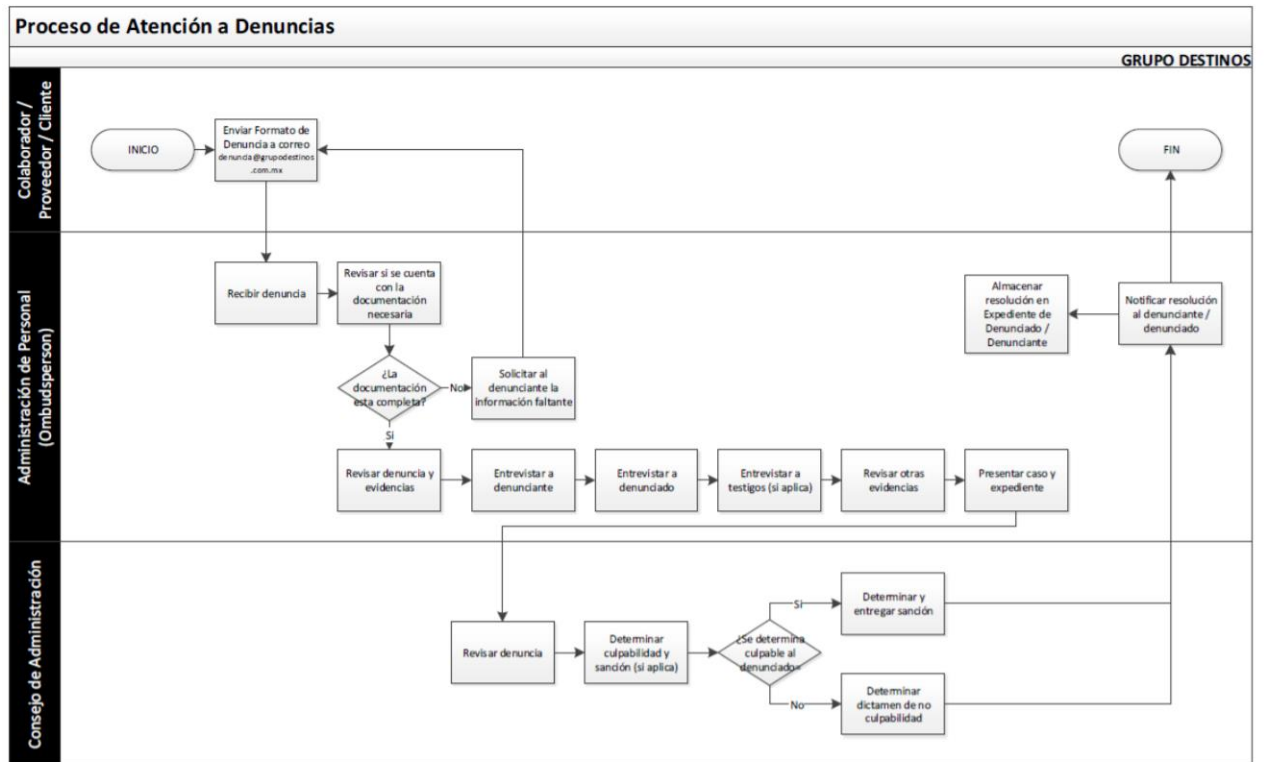 Proceso de Atención a Denuncias
GRUPO DESTINOS
Colaborador /
Proveedor / Cliente
INICIO
Enviar Formato de
Denuncia a correo
denuncia@grupodestinos
.com.mx
FIN
Administración de Personal
(Ombudsperson)
Recibir denuncia
Revisar si se cuenta
con la
documentación
necesaria
Almacenar
resolución en
Expediente de
Denunciado /
Denunciante
Notificar resolución
al denunciante /
denunciado
¿La
documentación
esta completa?
No
Solicitar al
denunciante la
información faltante
Si
Revisar denuncia y
evidencias
Entrevistar a
denunciante
Entrevistar a
denunciado
Entrevistar a
testigos (si aplica)
Revisar otras
evidencias
Presentar caso y
expediente
Consejo de Administración
Revisar denuncia
Determinar
culpabilidad y
sanción (si aplica)
¿Se determina
culpable al
denunciado
Si
Determinar y
entregar sanción
No
Determinar
dictamen de no
culpabilidad